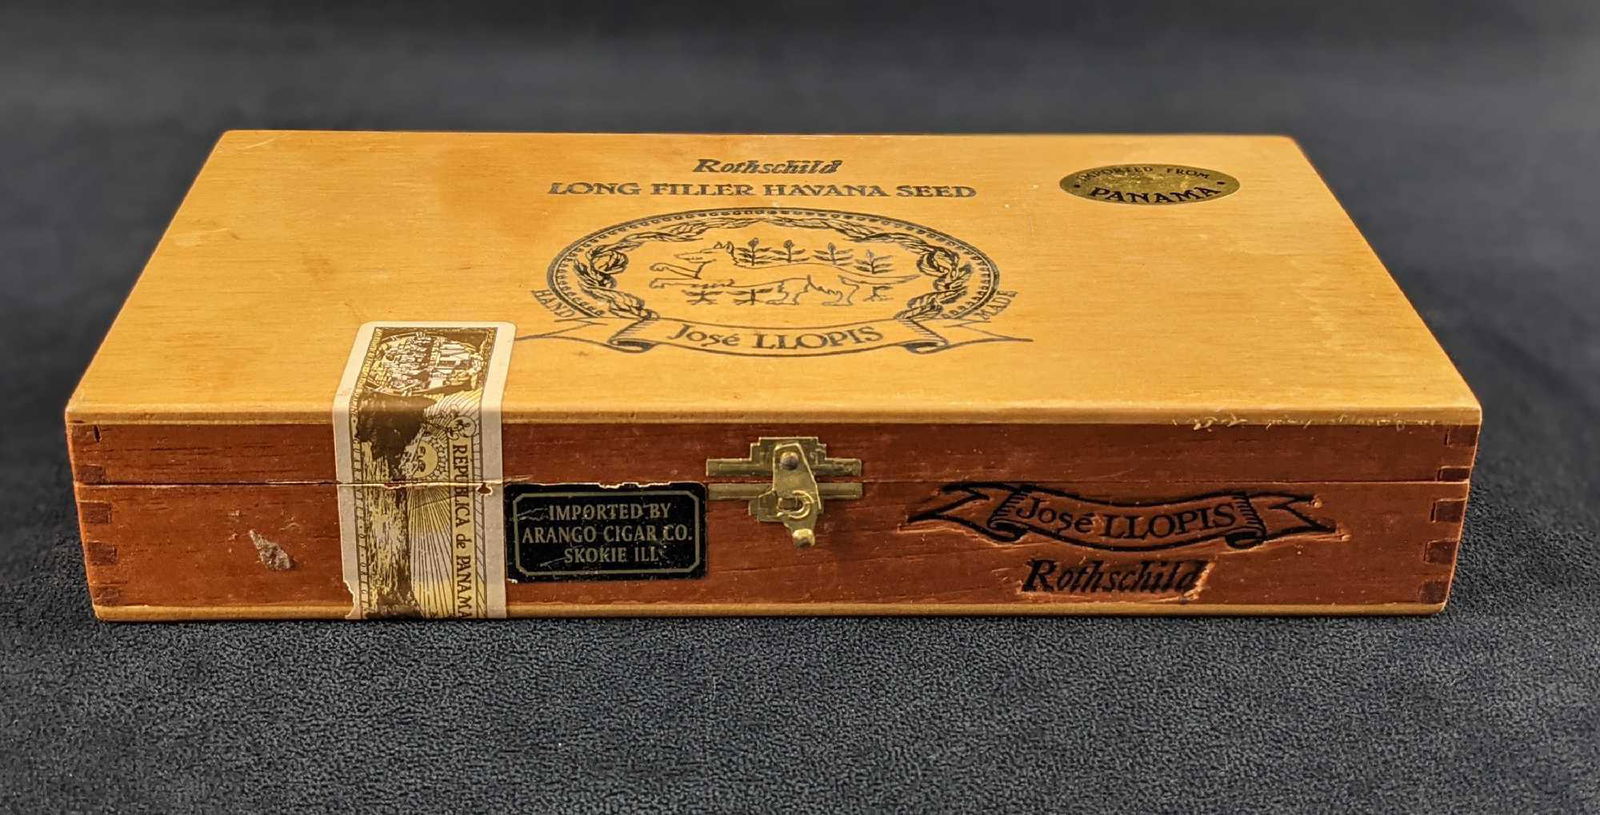 Rothschild
LONG FILLER HAVANA SEED
IMPORTED FROM
PANAMA
HAND
MADE
José LLOPIS
REPUBLICA de PANAMA
IMPORTED BY
ARANGO CIGAR CO.
SKOKIE ILL
José LLOPIS
Rothschild